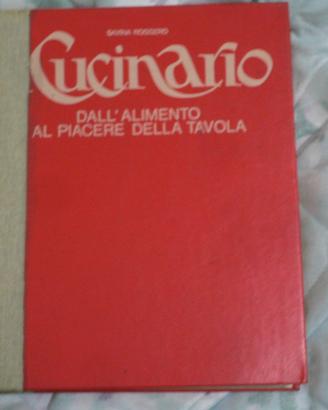 SAVINA ROGGERO
Cucinario
DALL'ALIMENTO
AL PIACERE DELLA TAVOLA